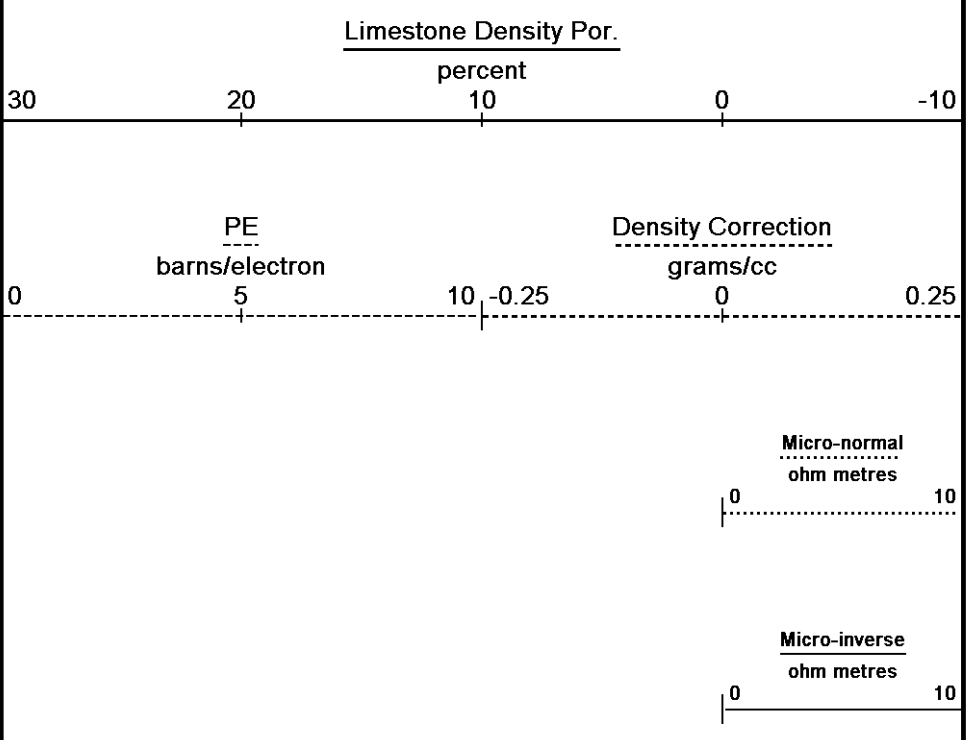 Limestone Density Por.
percent
30 20 10 0 -10
PE Density Correction
barns/electron grams/cc
0 5 10 -0.25 0 0.25
Micro-normal
ohm metres
0 10
Micro-inverse
ohm metres
0 10